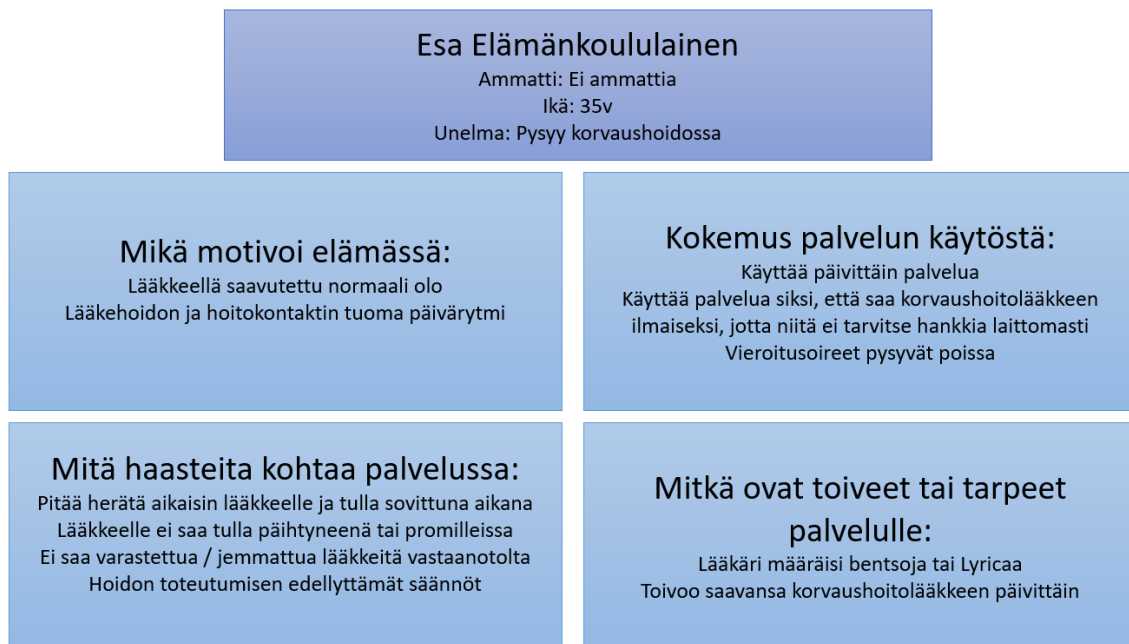 Esa Elämänkoululainen
Ammatti: Ei ammattia
Ikä: 35v
Unelma: Pysyy korvaushoidossa
Mikä motivoi elämässä:
Lääkkeellä saavutettu normaali olo
Lääkehoidon ja hoitokontaktin tuoma päivärytmi
Kokemus palvelun käytöstä:
Käyttää päivittäin palvelua
Käyttää palvelua siksi, että saa korvaushoitolääkkeen
ilmaiseksi, jotta niitä ei tarvitse hankkia laittomasti
Vieroitusoireet pysyvät poissa
Mitä haasteita kohtaa palvelussa:
Pitää herätä aikaisin lääkkeelle ja tulla sovittuna aikana
Lääkkeelle ei saa tulla päihtyneenä tai promilleissa
Ei saa varastettua / jemmattua lääkkeitä vastaanotolta
Hoidon toteutumisen edellyttämät säännöt
Mitkä ovat toiveet tai tarpeet
palvelulle:
Lääkäri määräisi bentsoja tai Lyricaa
Toivoo saavansa korvaushoitolääkkeen päivittäin